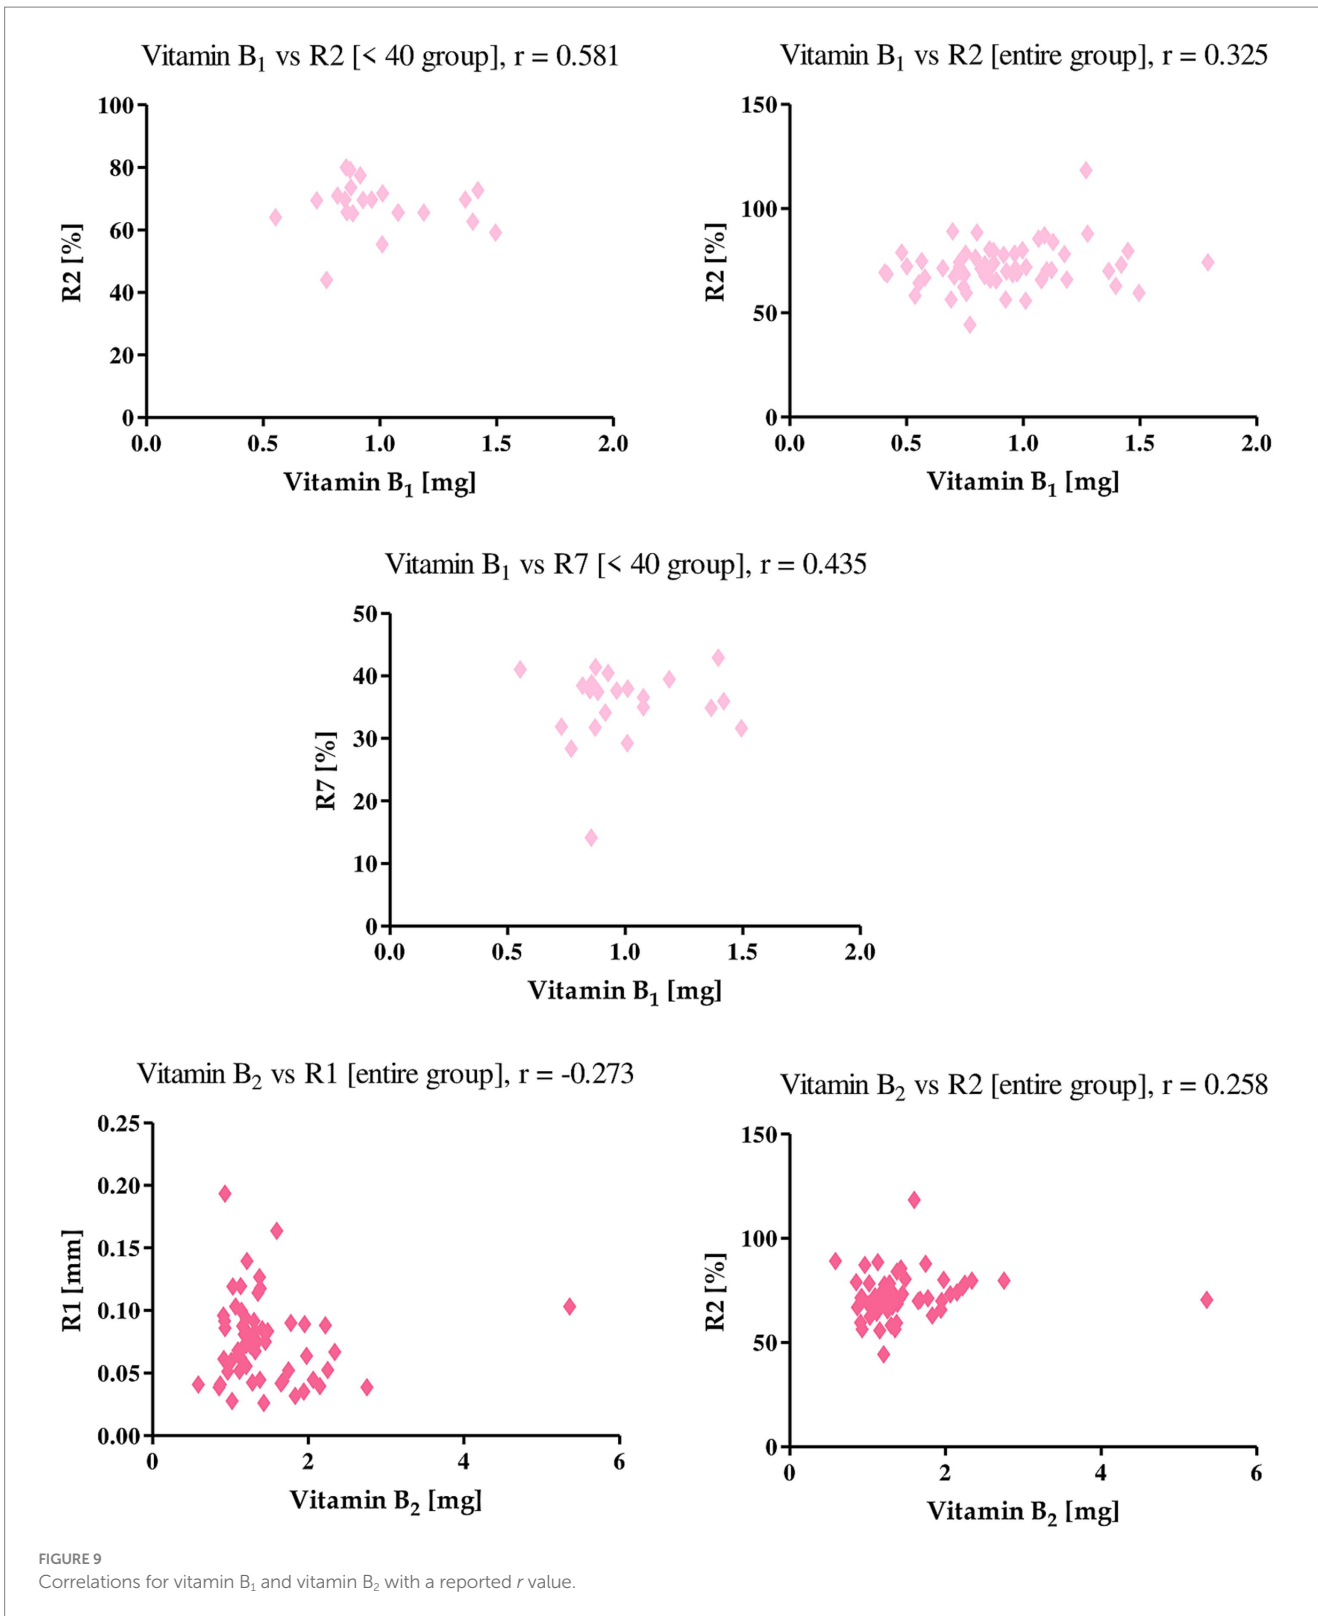 Vitamin B₁ vs R2 [< 40 group], r = 0.581
100
80
60
40
20
0
R2 [%]
0.0 0.5 1.0 1.5 2.0
Vitamin B₁ [mg]
Vitamin B₁ vs R2 [entire group], r = 0.325
150
100
50
0
R2 [%]
0.0 0.5 1.0 1.5 2.0
Vitamin B₁ [mg]
Vitamin B₁ vs R7 [< 40 group], r = 0.435
50
40
30
20
10
0
R7 [%]
0.0 0.5 1.0 1.5 2.0
Vitamin B₁ [mg]
Vitamin B₂ vs R1 [entire group], r = -0.273
0.25
0.20
0.15
0.10
0.05
0.00
R1 [mm]
0 2 4 6
Vitamin B₂ [mg]
Vitamin B₂ vs R2 [entire group], r = 0.258
150
100
50
0
R2 [%]
0 2 4 6
Vitamin B₂ [mg]
FIGURE 9
Correlations for vitamin B₁ and vitamin B₂ with a reported r value.